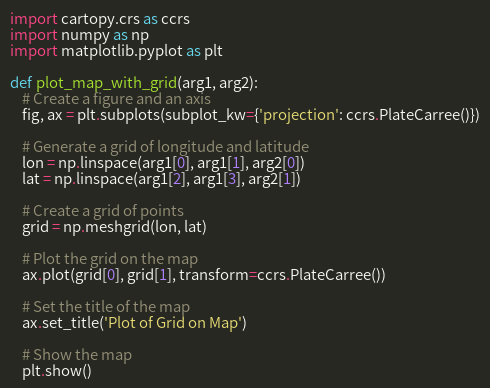 import cartopy.crs as ccrs
import numpy as np
import matplotlib.pyplot as plt

def plot_map_with_grid(arg1, arg2):
    # Create a figure and an axis
    fig, ax = plt.subplots(subplot_kw={'projection': ccrs.PlateCarree()})

    # Generate a grid of longitude and latitude
    lon = np.linspace(arg1[0], arg1[1], arg2[0])
    lat = np.linspace(arg1[2], arg1[3], arg2[1])

    # Create a grid of points
    grid = np.meshgrid(lon, lat)

    # Plot the grid on the map
    ax.plot(grid[0], grid[1], transform=ccrs.PlateCarree())

    # Set the title of the map
    ax.set_title('Plot of Grid on Map')

    # Show the map
    plt.show()